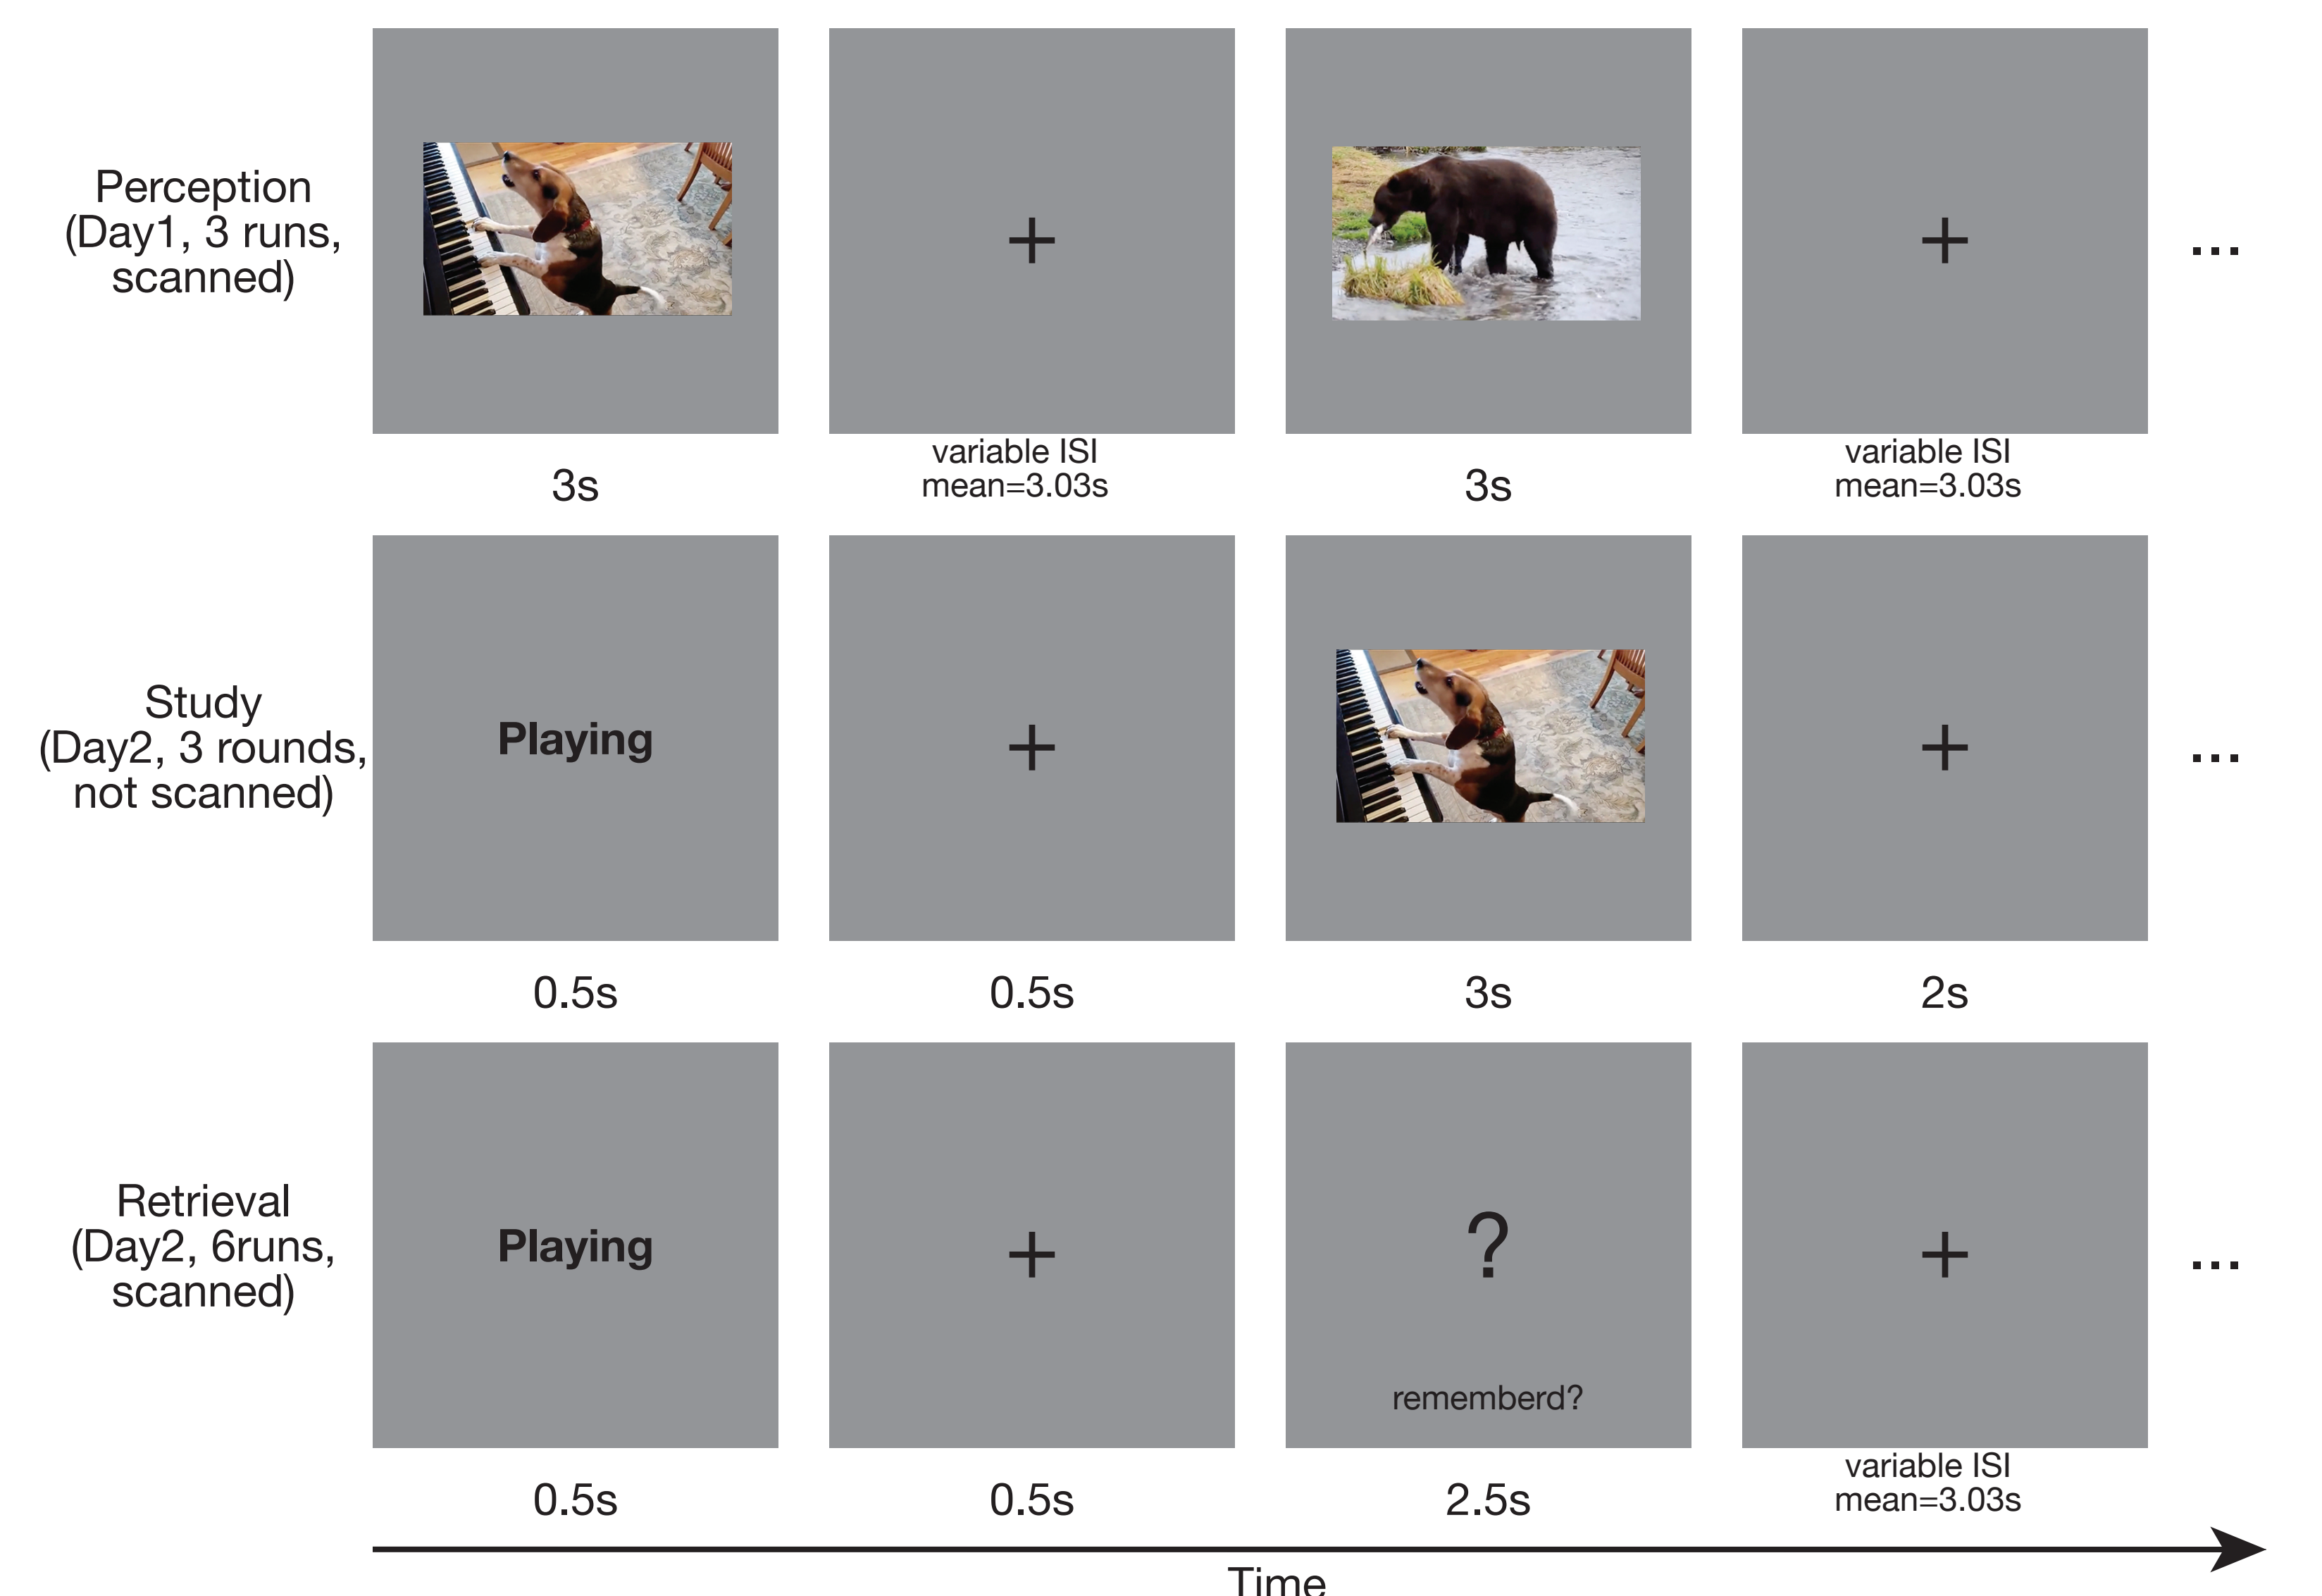 Perception
(Day1, 3 runs,
scanned)
+
+
...
3s
variable ISI
mean=3.03s
3s
variable ISI
mean=3.03s
Study
(Day2, 3 rounds,
not scanned)
Playing
+
+
...
0.5s
0.5s
3s
2s
Retrieval
(Day2, 6runs,
scanned)
Playing
+
?
rememberd?
+
...
0.5s
0.5s
2.5s
variable ISI
mean=3.03s
Time